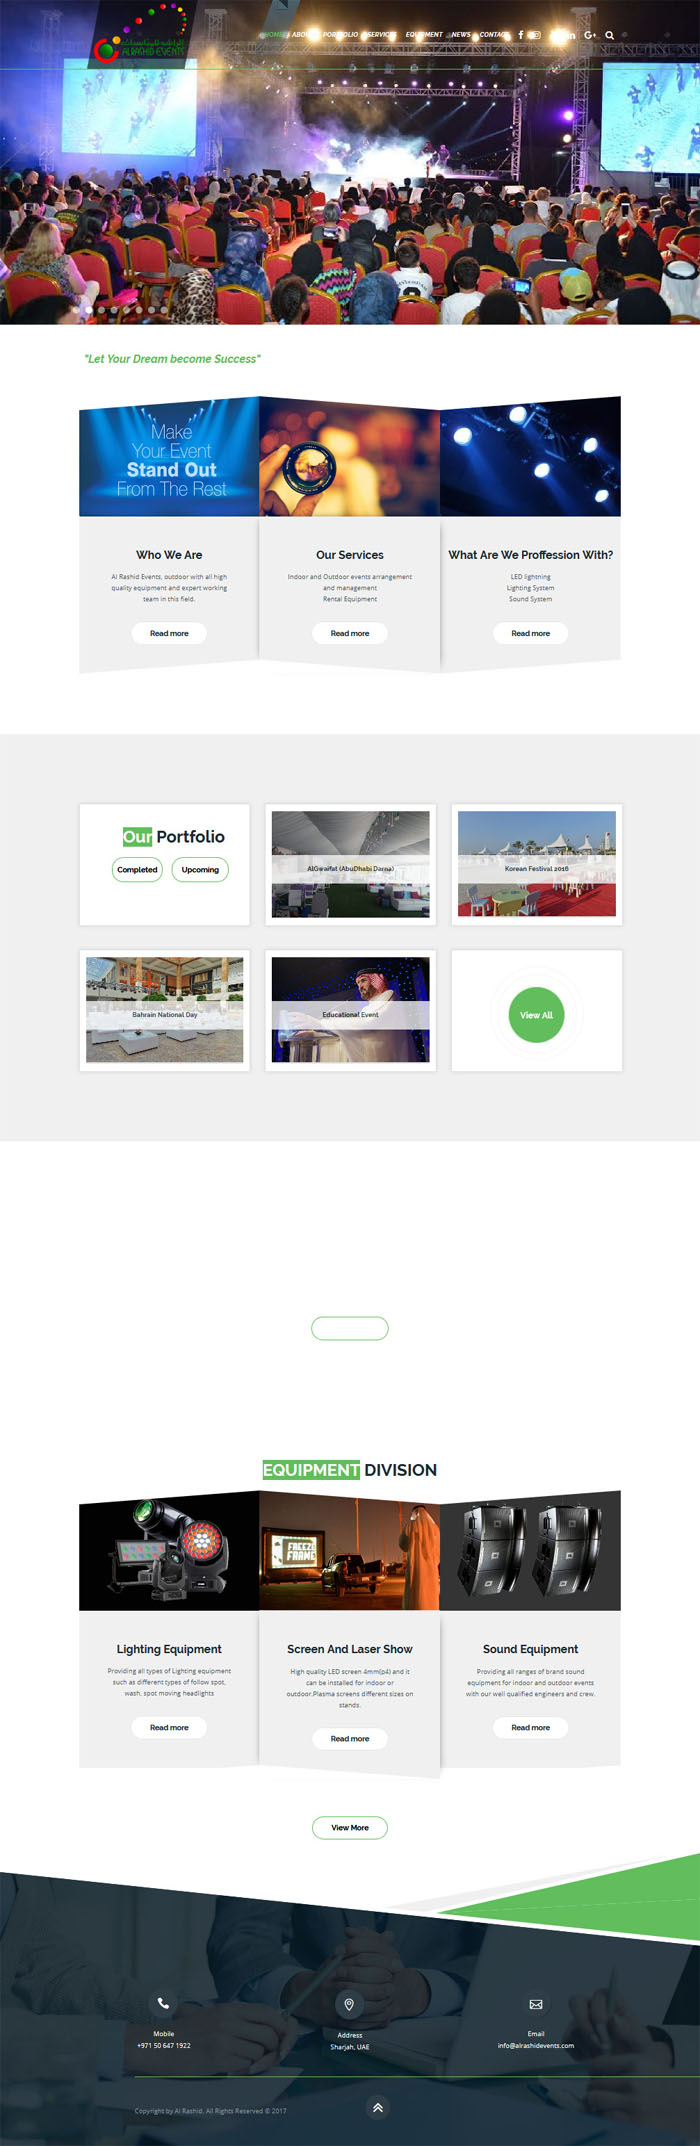 الراشد للمناسبات
ALRASHID EVENTS
HOME ABOUT PORTFOLIO SERVICES EQUIPMENT NEWS CONTACT
"Let Your Dream become Success"
Make
Your Event
Stand Out
From The Rest
Who We Are
Al Rashid Events, outdoor with all high
quality equipment and expert working
team in this field.
Read more
Our Services
Indoor and Outdoor events arrangement
and management
Rental Equipment
Read more
What Are We Proffession With?
LED lightning
Lighting System
Sound System
Read more
Our Portfolio
Completed Upcoming
AlGwaifat (AbuDhabi Darna)
Korean Festival 2016
Bahrain National Day
Educational Event
View All
EQUIPMENT DIVISION
FREEZE
FRAME
Lighting Equipment
Providing all types of Lighting equipment
such as different types of follow spot,
wash, spot moving headlights
Read more
Screen And Laser Show
High quality LED screen 4mm(p4) and it
can be installed for indoor or
outdoor.Plasma screens different sizes on
stands.
Read more
Sound Equipment
Providing all ranges of brand sound
equipment for indoor and outdoor events
with our well qualified engineers and crew.
Read more
View More
Mobile
+971 50 647 1922
Address
Sharjah, UAE
Email
info@alrashidevents.com
Copyright by Al Rashid. All Rights Reserved © 2017